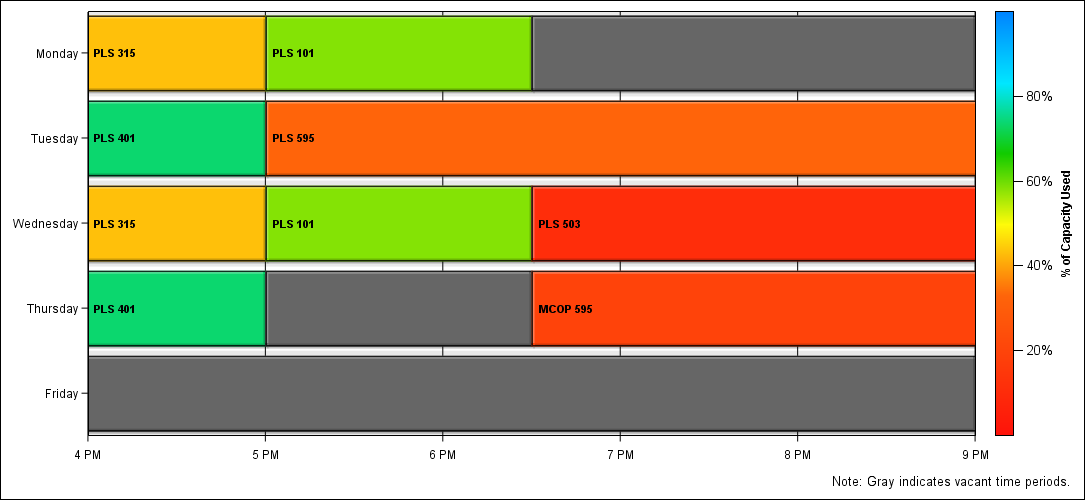 Monday PLS 315 PLS 101
Tuesday PLS 401 PLS 595
Wednesday PLS 315 PLS 101 PLS 503
Thursday PLS 401 MCOP 595
Friday
4 PM 5 PM 6 PM 7 PM 8 PM 9 PM
80%
60%
40%
20%
% of Capacity Used
Note: Gray indicates vacant time periods.